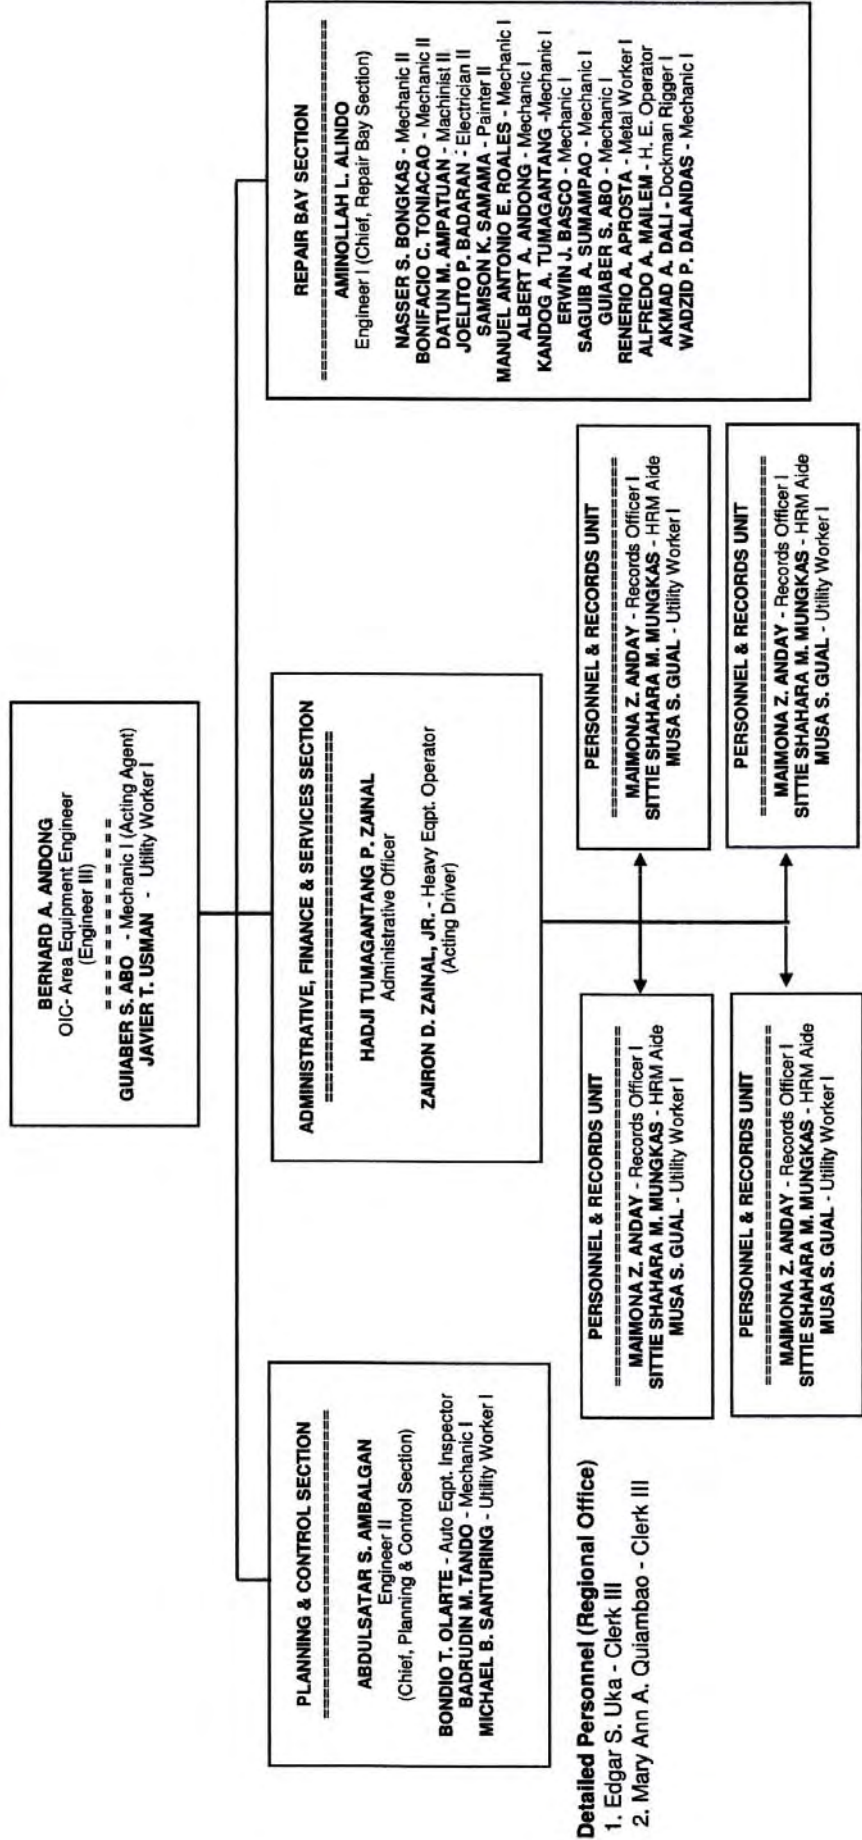 BERNARD A. ANDONG
OIC- Area Equipment Engineer
(Engineer III)
============
GUIABER S. ABO - Mechanic I (Acting Agent)
JAVIER T. USMAN - Utility Worker I
PLANNING & CONTROL SECTION
========================
ABDULSATAR S. AMBALGAN
Engineer II
(Chief, Planning & Control Section)
BONDIO T. OLARTE - Auto Eqpt. Inspector
BADRUDIN M. TANDO - Mechanic I
MICHAEL B. SANTURING - Utility Worker I
ADMINISTRATIVE, FINANCE & SERVICES SECTION
===============================
HADJI TUMAGANTANG P. ZAINAL
Administrative Officer
ZAIRON D. ZAINAL, JR. - Heavy Eqpt. Operator
(Acting Driver)
REPAIR BAY SECTION
=============================
AMINOLLAH L. ALINDO
Engineer I (Chief, Repair Bay Section)
NASSER S. BONGKAS - Mechanic II
BONIFACIO C. TONIACAO - Mechanic II
DATUN M. AMPATUAN - Machinist II
JOELITO P. BADARAN - Electrician II
SAMSON K. SAMAMA - Painter II
MANUEL ANTONIO E. ROALES - Mechanic I
ALBERT A. ANDONG - Mechanic I
KANDOG A. TUMAGANTANG -Mechanic I
ERWIN J. BASCO - Mechanic I
SAGUIB A. SUMAMPAO - Mechanic I
GUIABER S. ABO - Mechanic I
RENERIO A. APROSTA - Metal Worker I
ALFREDO A. MAILEM - H. E. Operator
AKMAD A. DALI - Dockman Rigger I
WADZID P. DALANDAS - Mechanic I
PERSONNEL & RECORDS UNIT
==============================
MAIMONA Z. ANDAY - Records Officer I
SITTIE SHAHARA M. MUNGKAS - HRM Aide
MUSA S. GUAL - Utility Worker I
PERSONNEL & RECORDS UNIT
==============================
MAIMONA Z. ANDAY - Records Officer I
SITTIE SHAHARA M. MUNGKAS - HRM Aide
MUSA S. GUAL - Utility Worker I
PERSONNEL & RECORDS UNIT
==============================
MAIMONA Z. ANDAY - Records Officer I
SITTIE SHAHARA M. MUNGKAS - HRM Aide
MUSA S. GUAL - Utility Worker I
PERSONNEL & RECORDS UNIT
==============================
MAIMONA Z. ANDAY - Records Officer I
SITTIE SHAHARA M. MUNGKAS - HRM Aide
MUSA S. GUAL - Utility Worker I
Detailed Personnel (Regional Office)
1. Edgar S. Uka - Clerk III
2. Mary Ann A. Quiambao - Clerk III